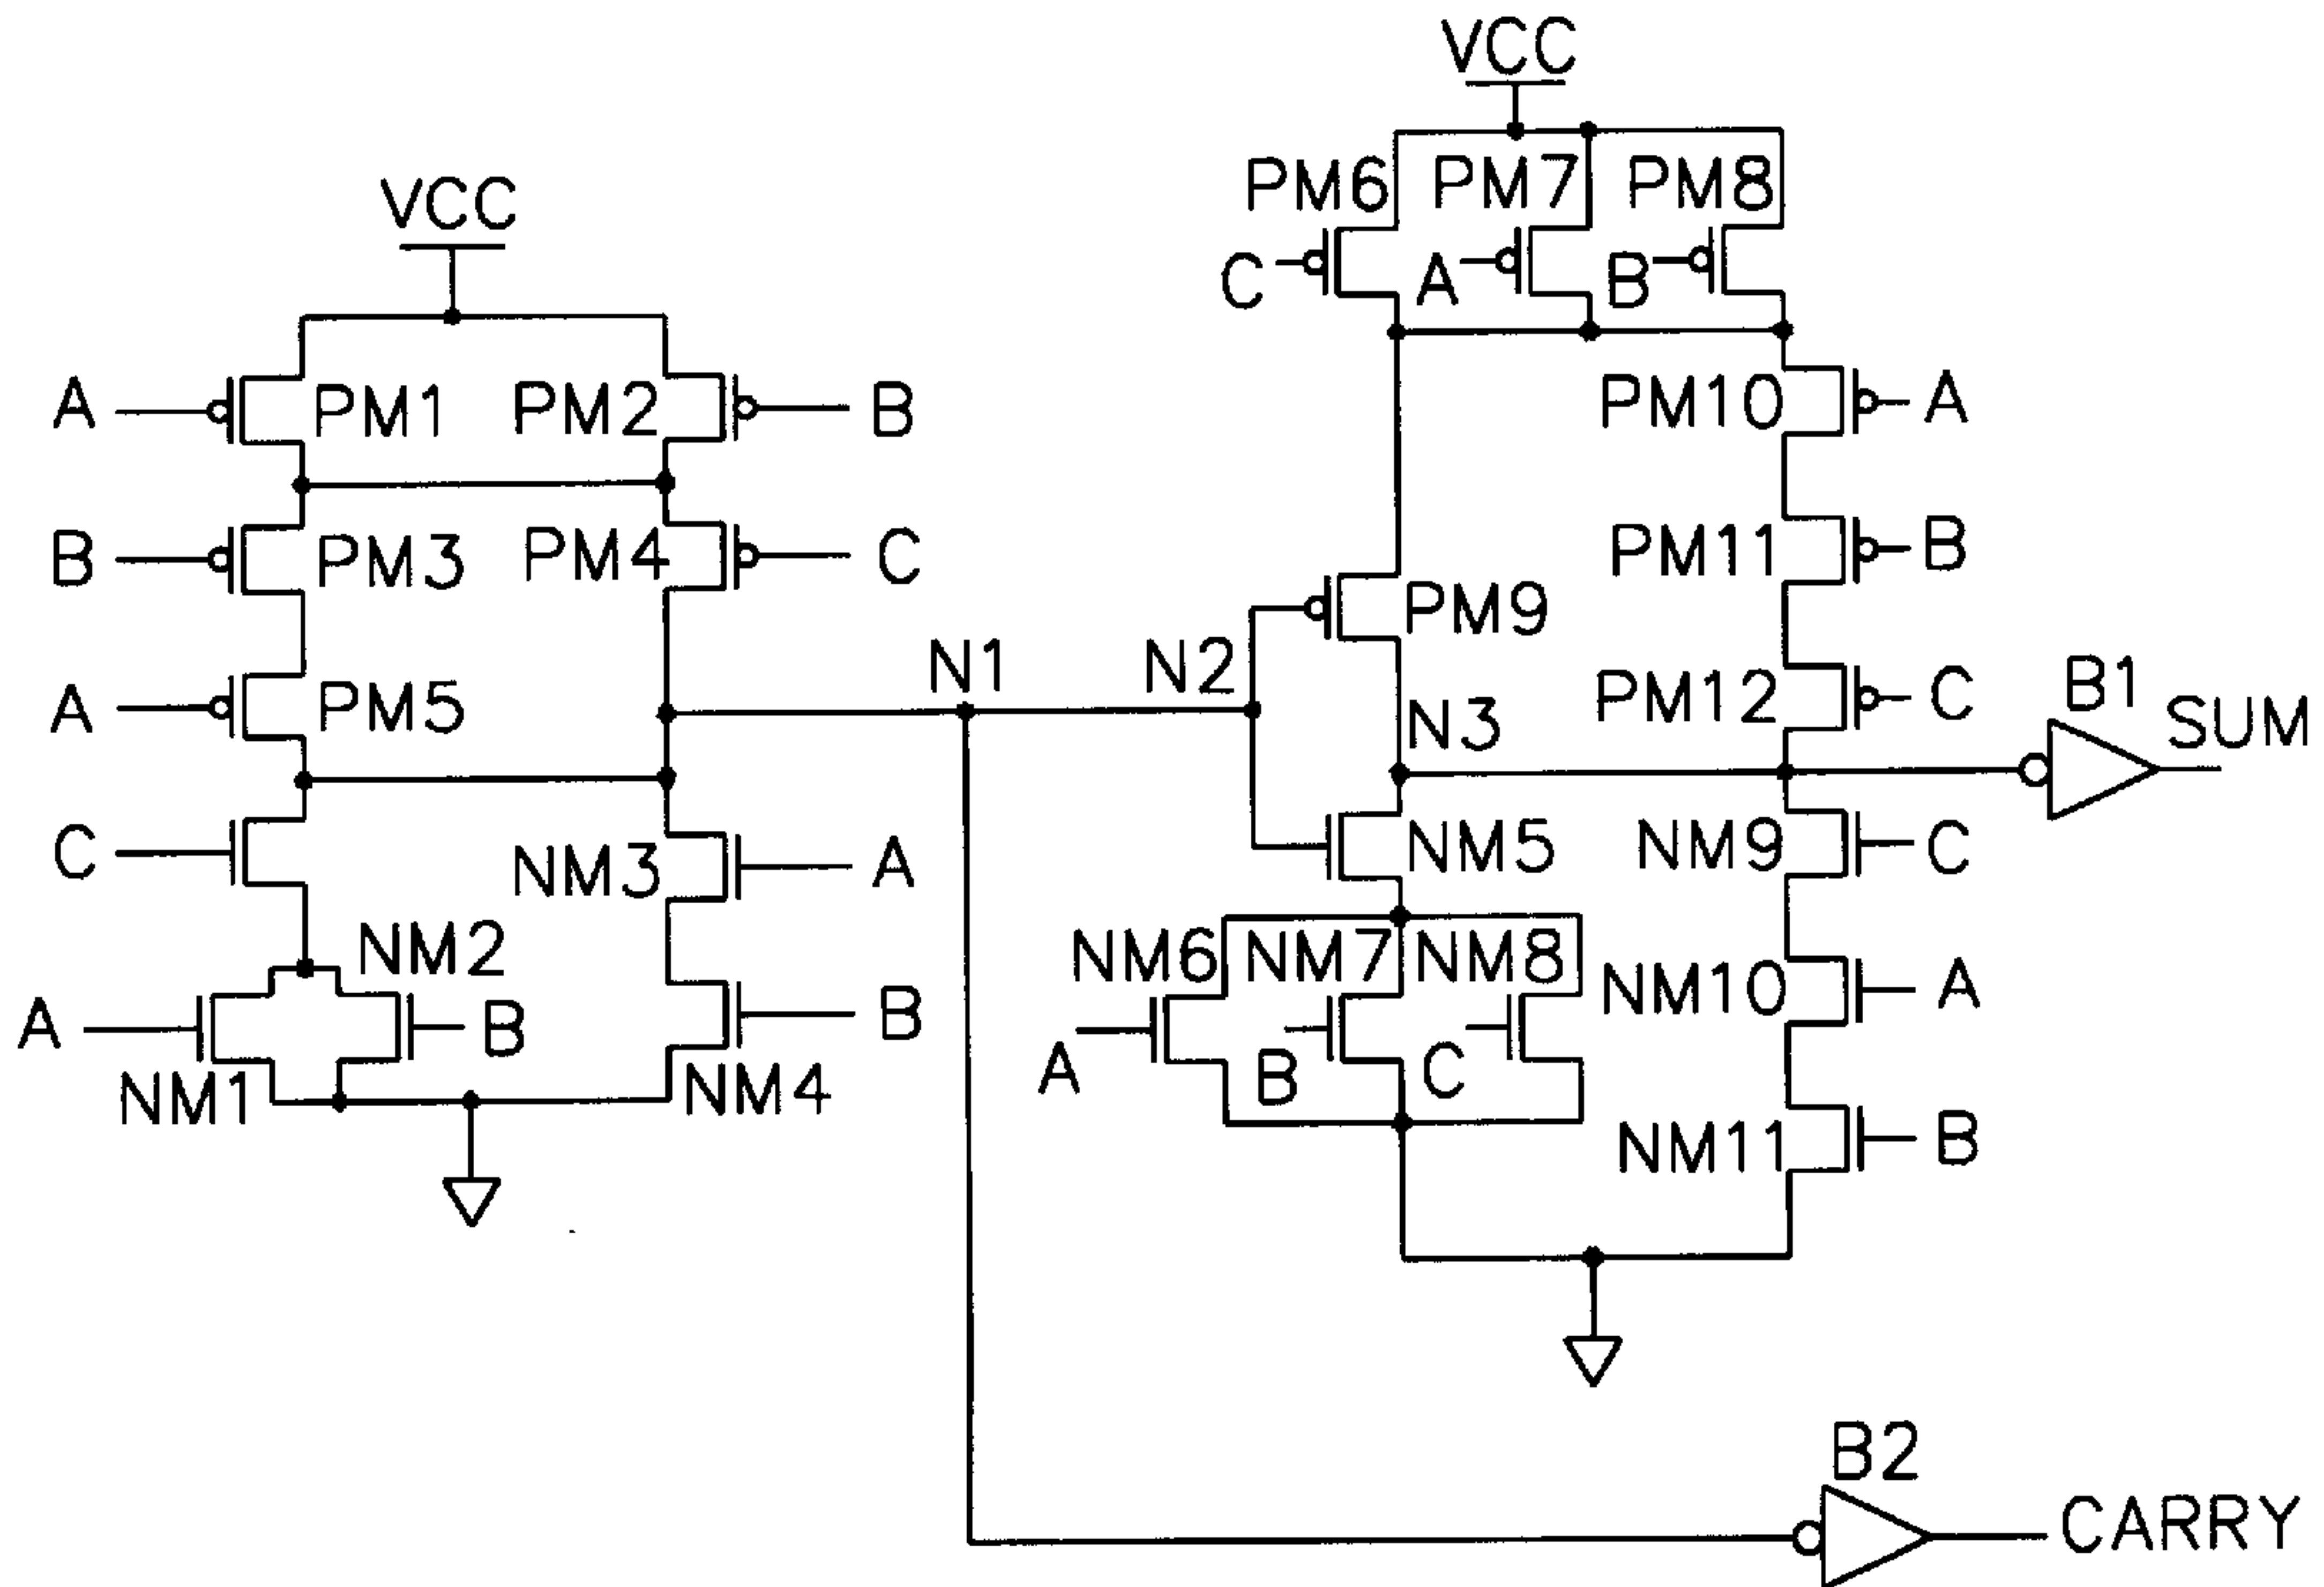 VCC
PM6 PM7 PM8
VCC
C A B
A PM1 PM2 B
PM10 A
B PM3 PM4 C
PM11 B
PM9
A PM5
N1 N2
PM12 C
B1
N3
SUM
C NM3 A
NM5 NM9 C
NM2
NM6 NM7 NM8
NM10 A
A B B
A B C
NM1 NM4
NM11 B
B2
CARRY